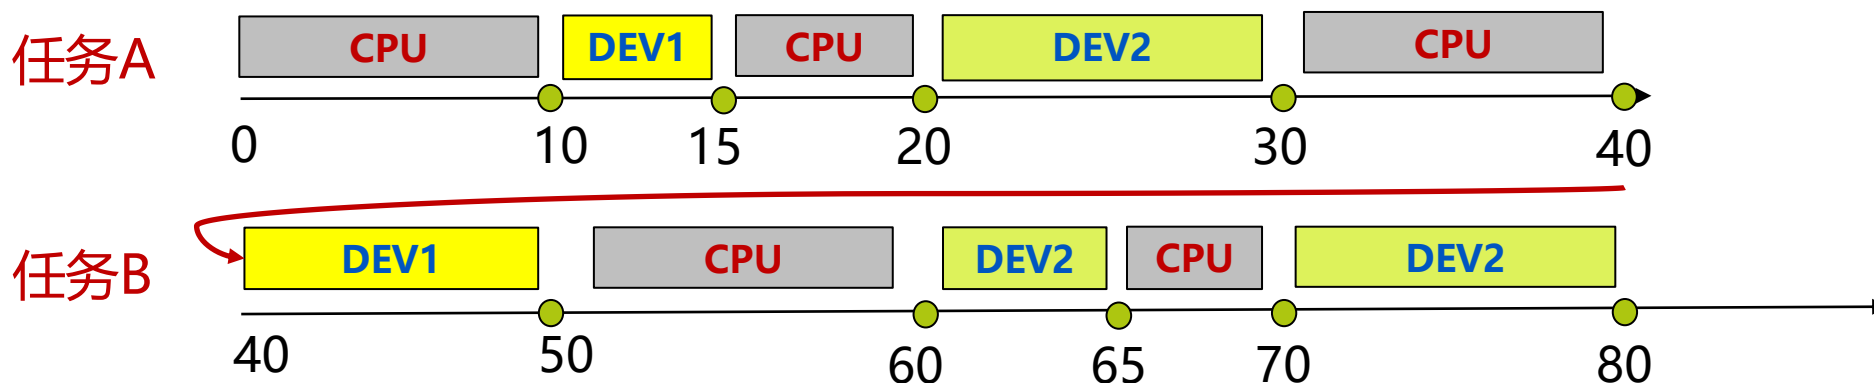 任务A CPU DEV1 CPU DEV2 CPU
0 10 15 20 30 40
任务B DEV1 CPU DEV2 CPU DEV2
40 50 60 65 70 80